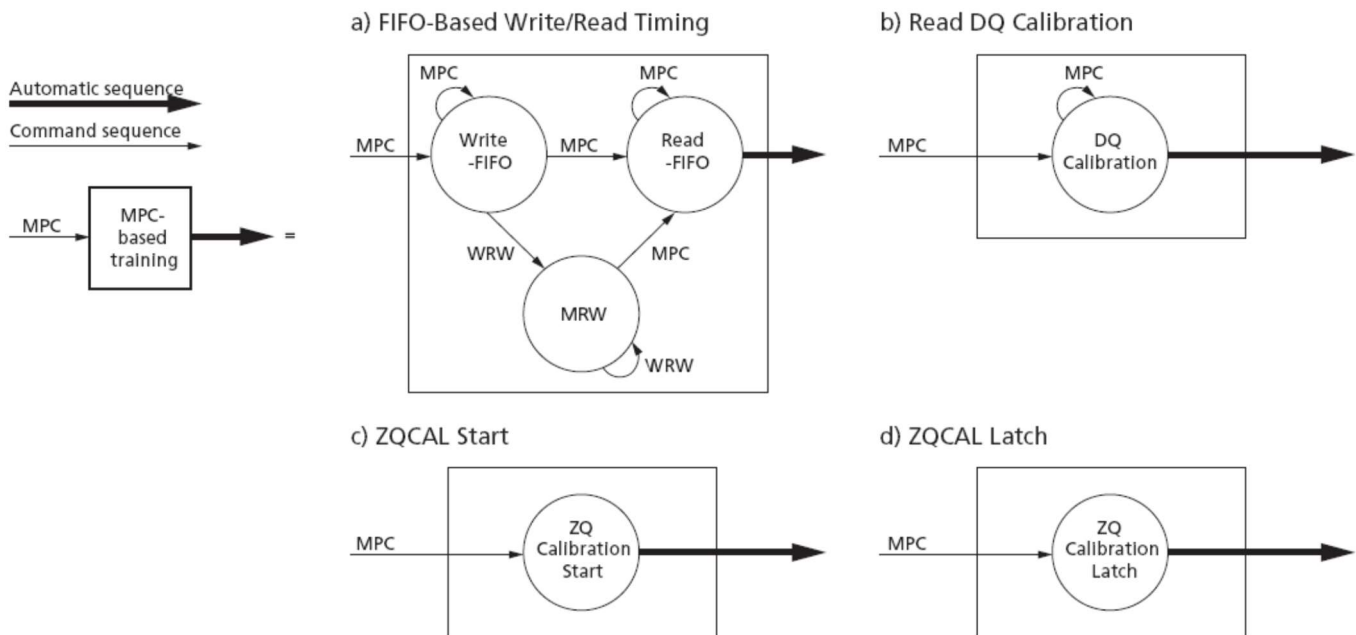 a) FIFO-Based Write/Read Timing
b) Read DQ Calibration
Automatic sequence
Command sequence
MPC
MPC-
based
training
=
MPC
MPC
MPC
Write
-FIFO
MPC
Read
-FIFO
WRW
MPC
MRW
WRW
MPC
MPC
DQ
Calibration
c) ZQCAL Start
d) ZQCAL Latch
MPC
ZQ
Calibration
Start
MPC
ZQ
Calibration
Latch